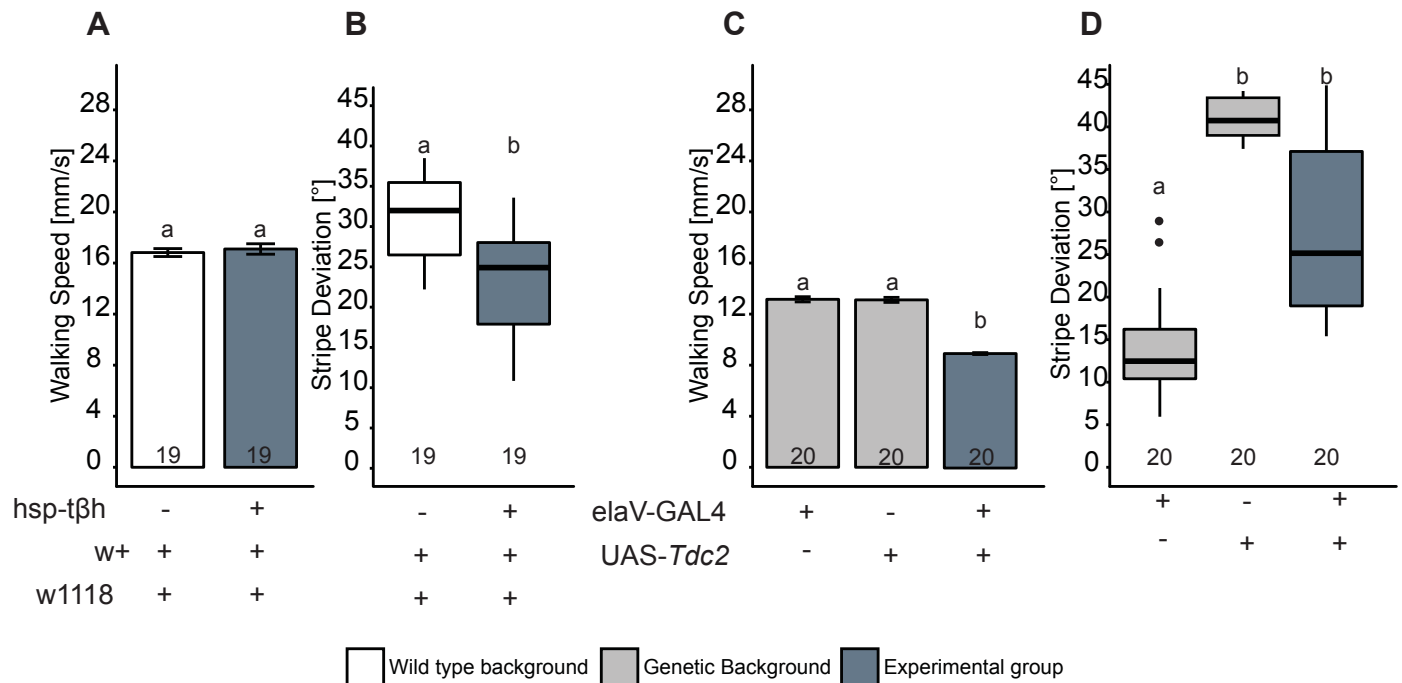 A B C D
Walking Speed [mm/s]
28
24
20
16
12
8
4
0
a a
19 19
Stripe Deviation [°]
45
40
35
30
25
20
15
10
5
0
a b
19 19
Walking Speed [mm/s]
28
24
20
16
12
8
4
0
a a b
20 20 20
Stripe Deviation [°]
45
40
35
30
25
20
15
10
5
0
a b b
20 20 20
hsp-tβh - + - + elaV-GAL4 + - + + - +
w+ + + + + UAS-Tdc2 - + + - + +
w1118 + + + +
Wild type background Genetic Background Experimental group